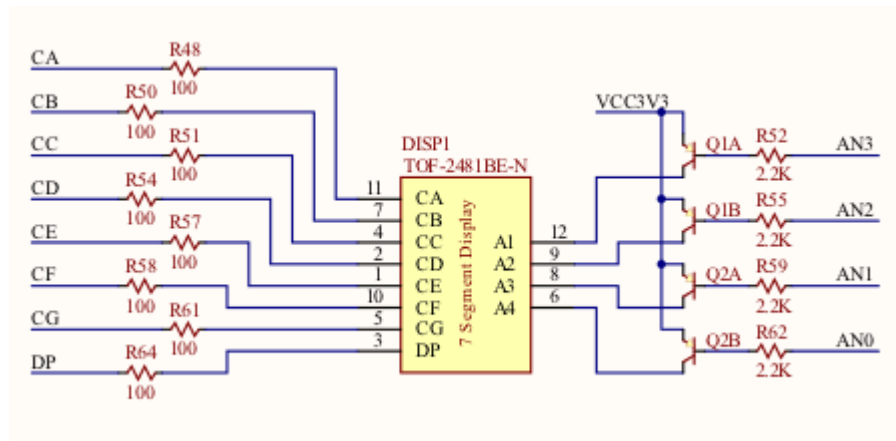 CA
R48
100
CB
R50
100
CC
R51
100
CD
R54
100
CE
R57
100
CF
R58
100
CG
R61
100
DP
R64
100
DISP1
TOF-2481BE-N
11
7
4
2
1
10
5
3
CA
CB
CC
CD
CE
CF
CG
DP
7 Segment Display
A1
A2
A3
A4
12
9
8
6
VCC3V3
Q1A
R52
2.2K
AN3
Q1B
R55
2.2K
AN2
Q2A
R59
2.2K
AN1
Q2B
R62
2.2K
AN0